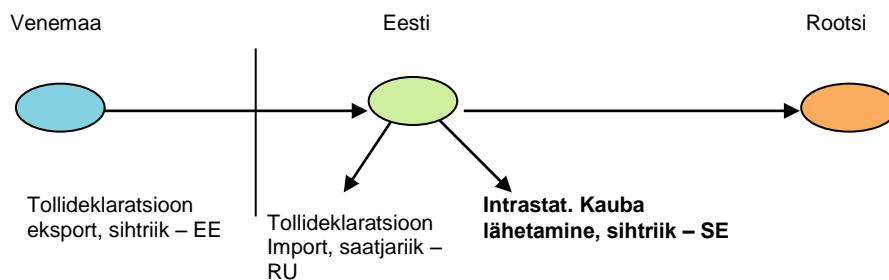 Venemaa
Eesti
Rootsi
Tollideklaratsioon
eksport, sihtriik – EE
Tollideklaratsioon
Import, saatjariik –
RU
Intrastat. Kauba
lähetamine, sihtriik – SE